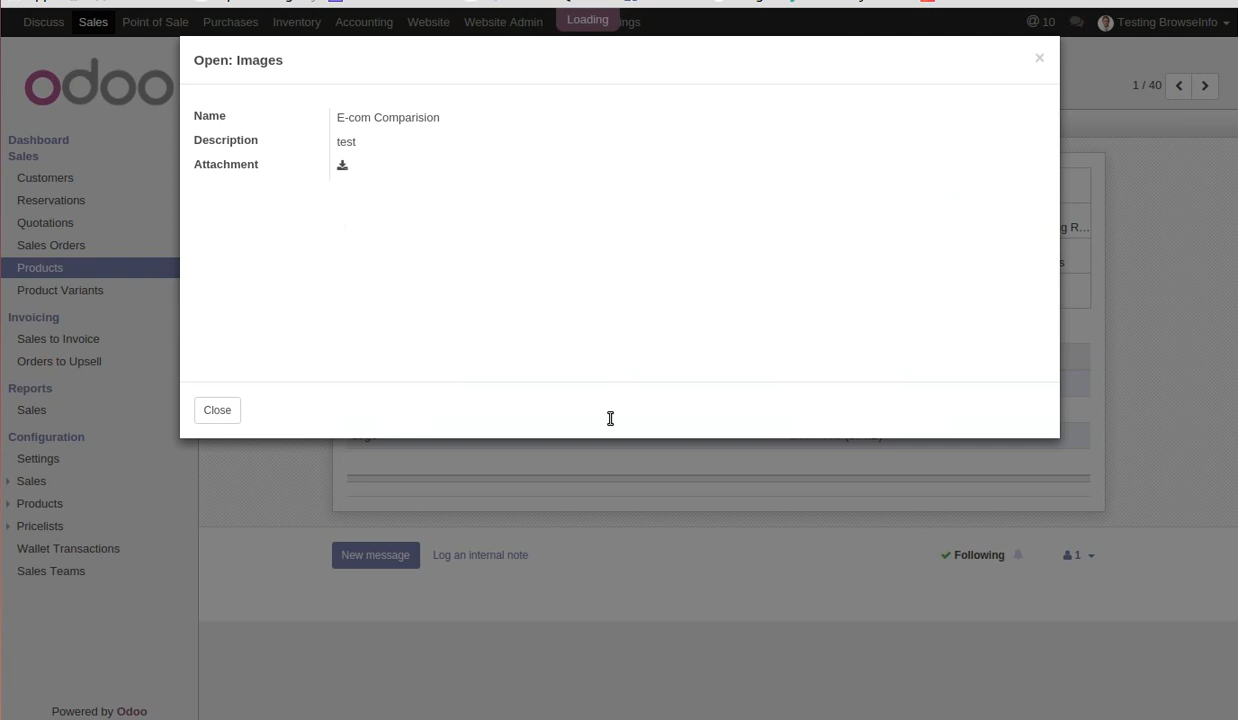 Discuss Sales Point of Sale Purchases Inventory Accounting Website Website Admin Loading ngs @ 10 Testing BrowseInfo
odoo
Open: Images ×
1 / 40
Name E-com Comparision
Description test
Attachment
Close
Dashboard
Sales
Customers
Reservations
Quotations
Sales Orders
Products
Product Variants
Invoicing
Sales to Invoice
Orders to Upsell
Reports
Sales
Configuration
Settings
Sales
Products
Pricelists
Wallet Transactions
Sales Teams
g R...
s
New message Log an internal note Following 1
Powered by Odoo